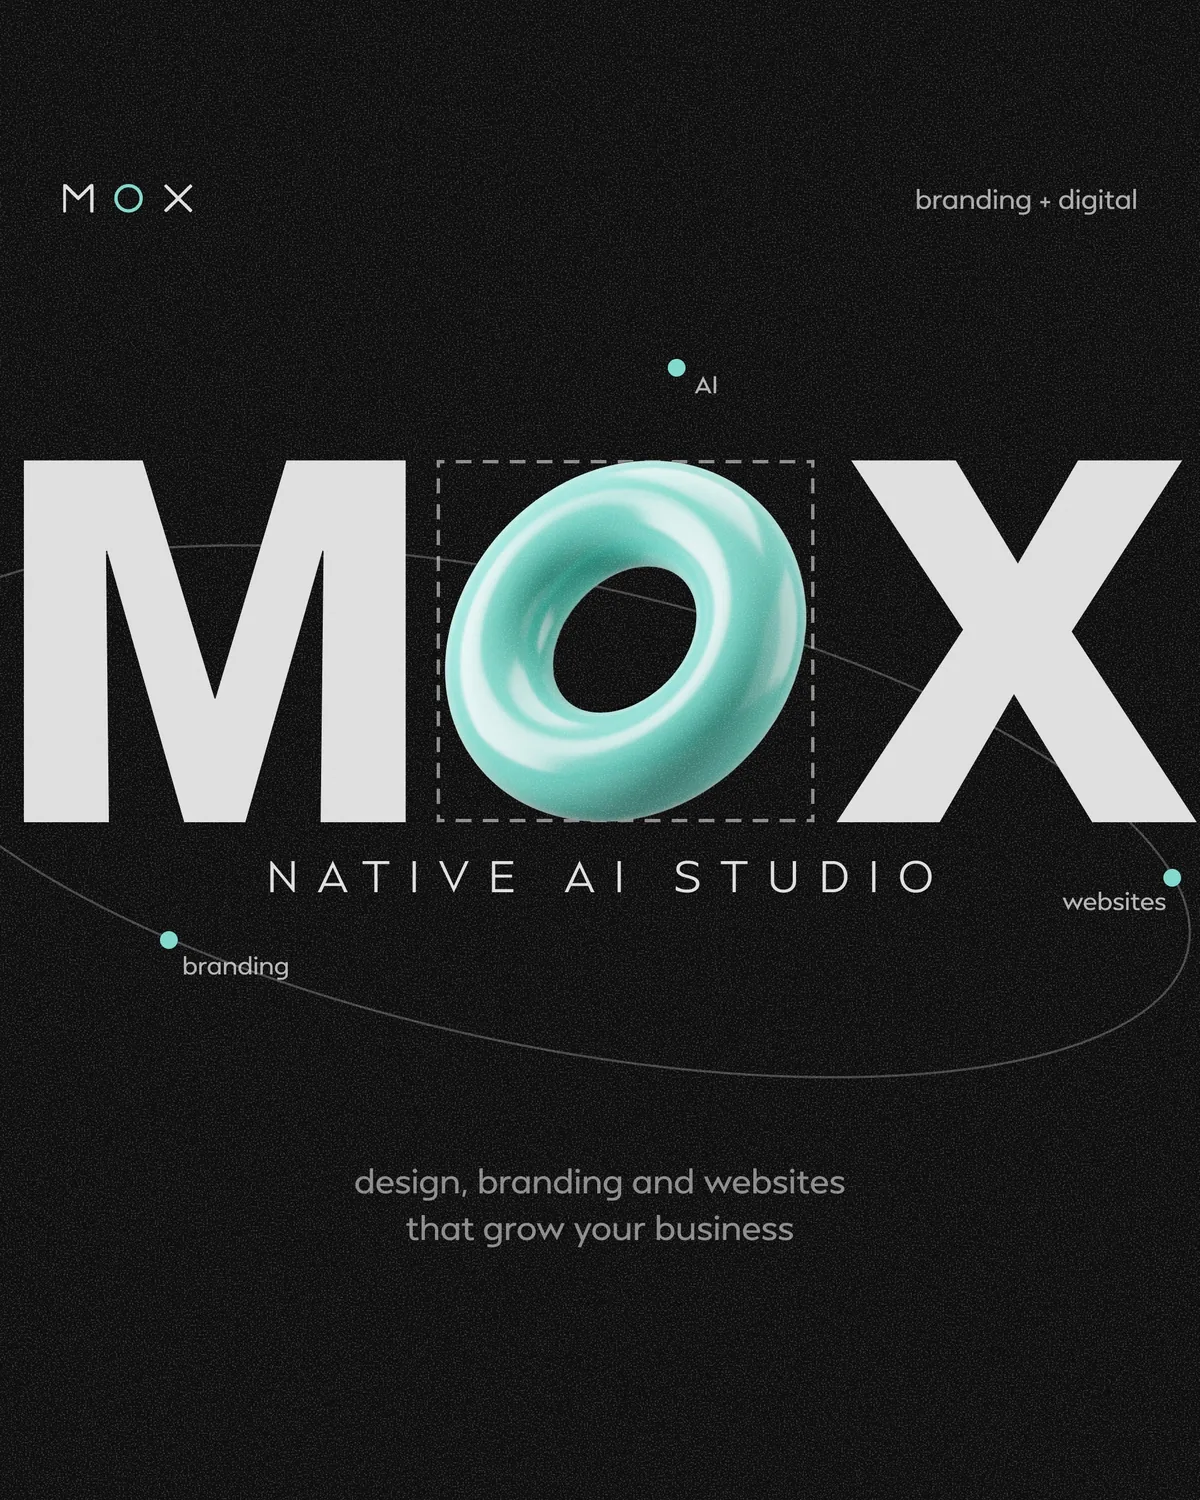 MOX
branding + digital
AI
MOX
NATIVE AI STUDIO
websites
branding
design, branding and websites
that grow your business